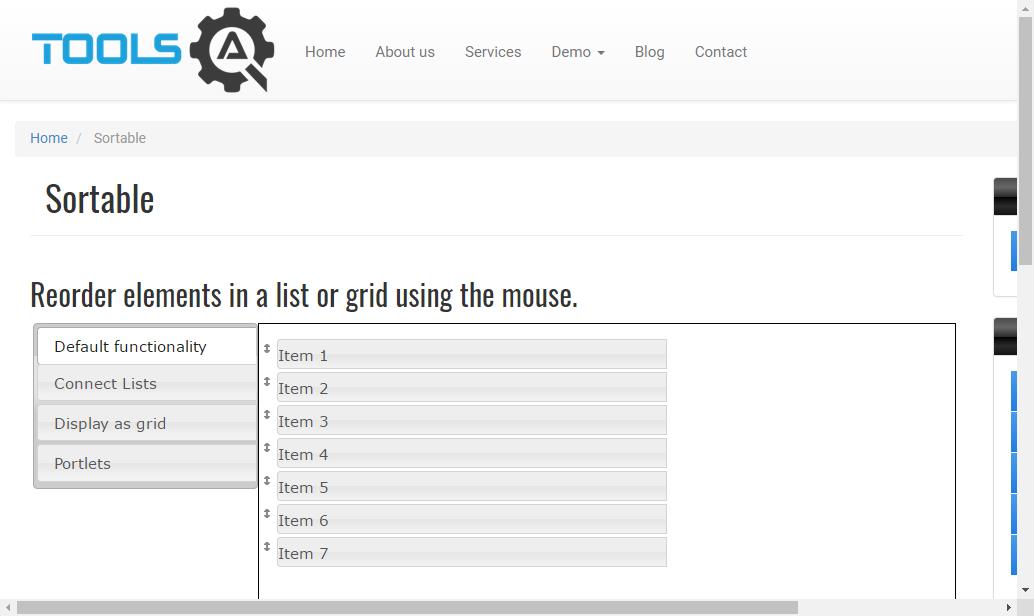 TOOLS QA
Home About us Services Demo Blog Contact
Home / Sortable
Sortable
Reorder elements in a list or grid using the mouse.
Default functionality
Connect Lists
Display as grid
Portlets
Item 1
Item 2
Item 3
Item 4
Item 5
Item 6
Item 7